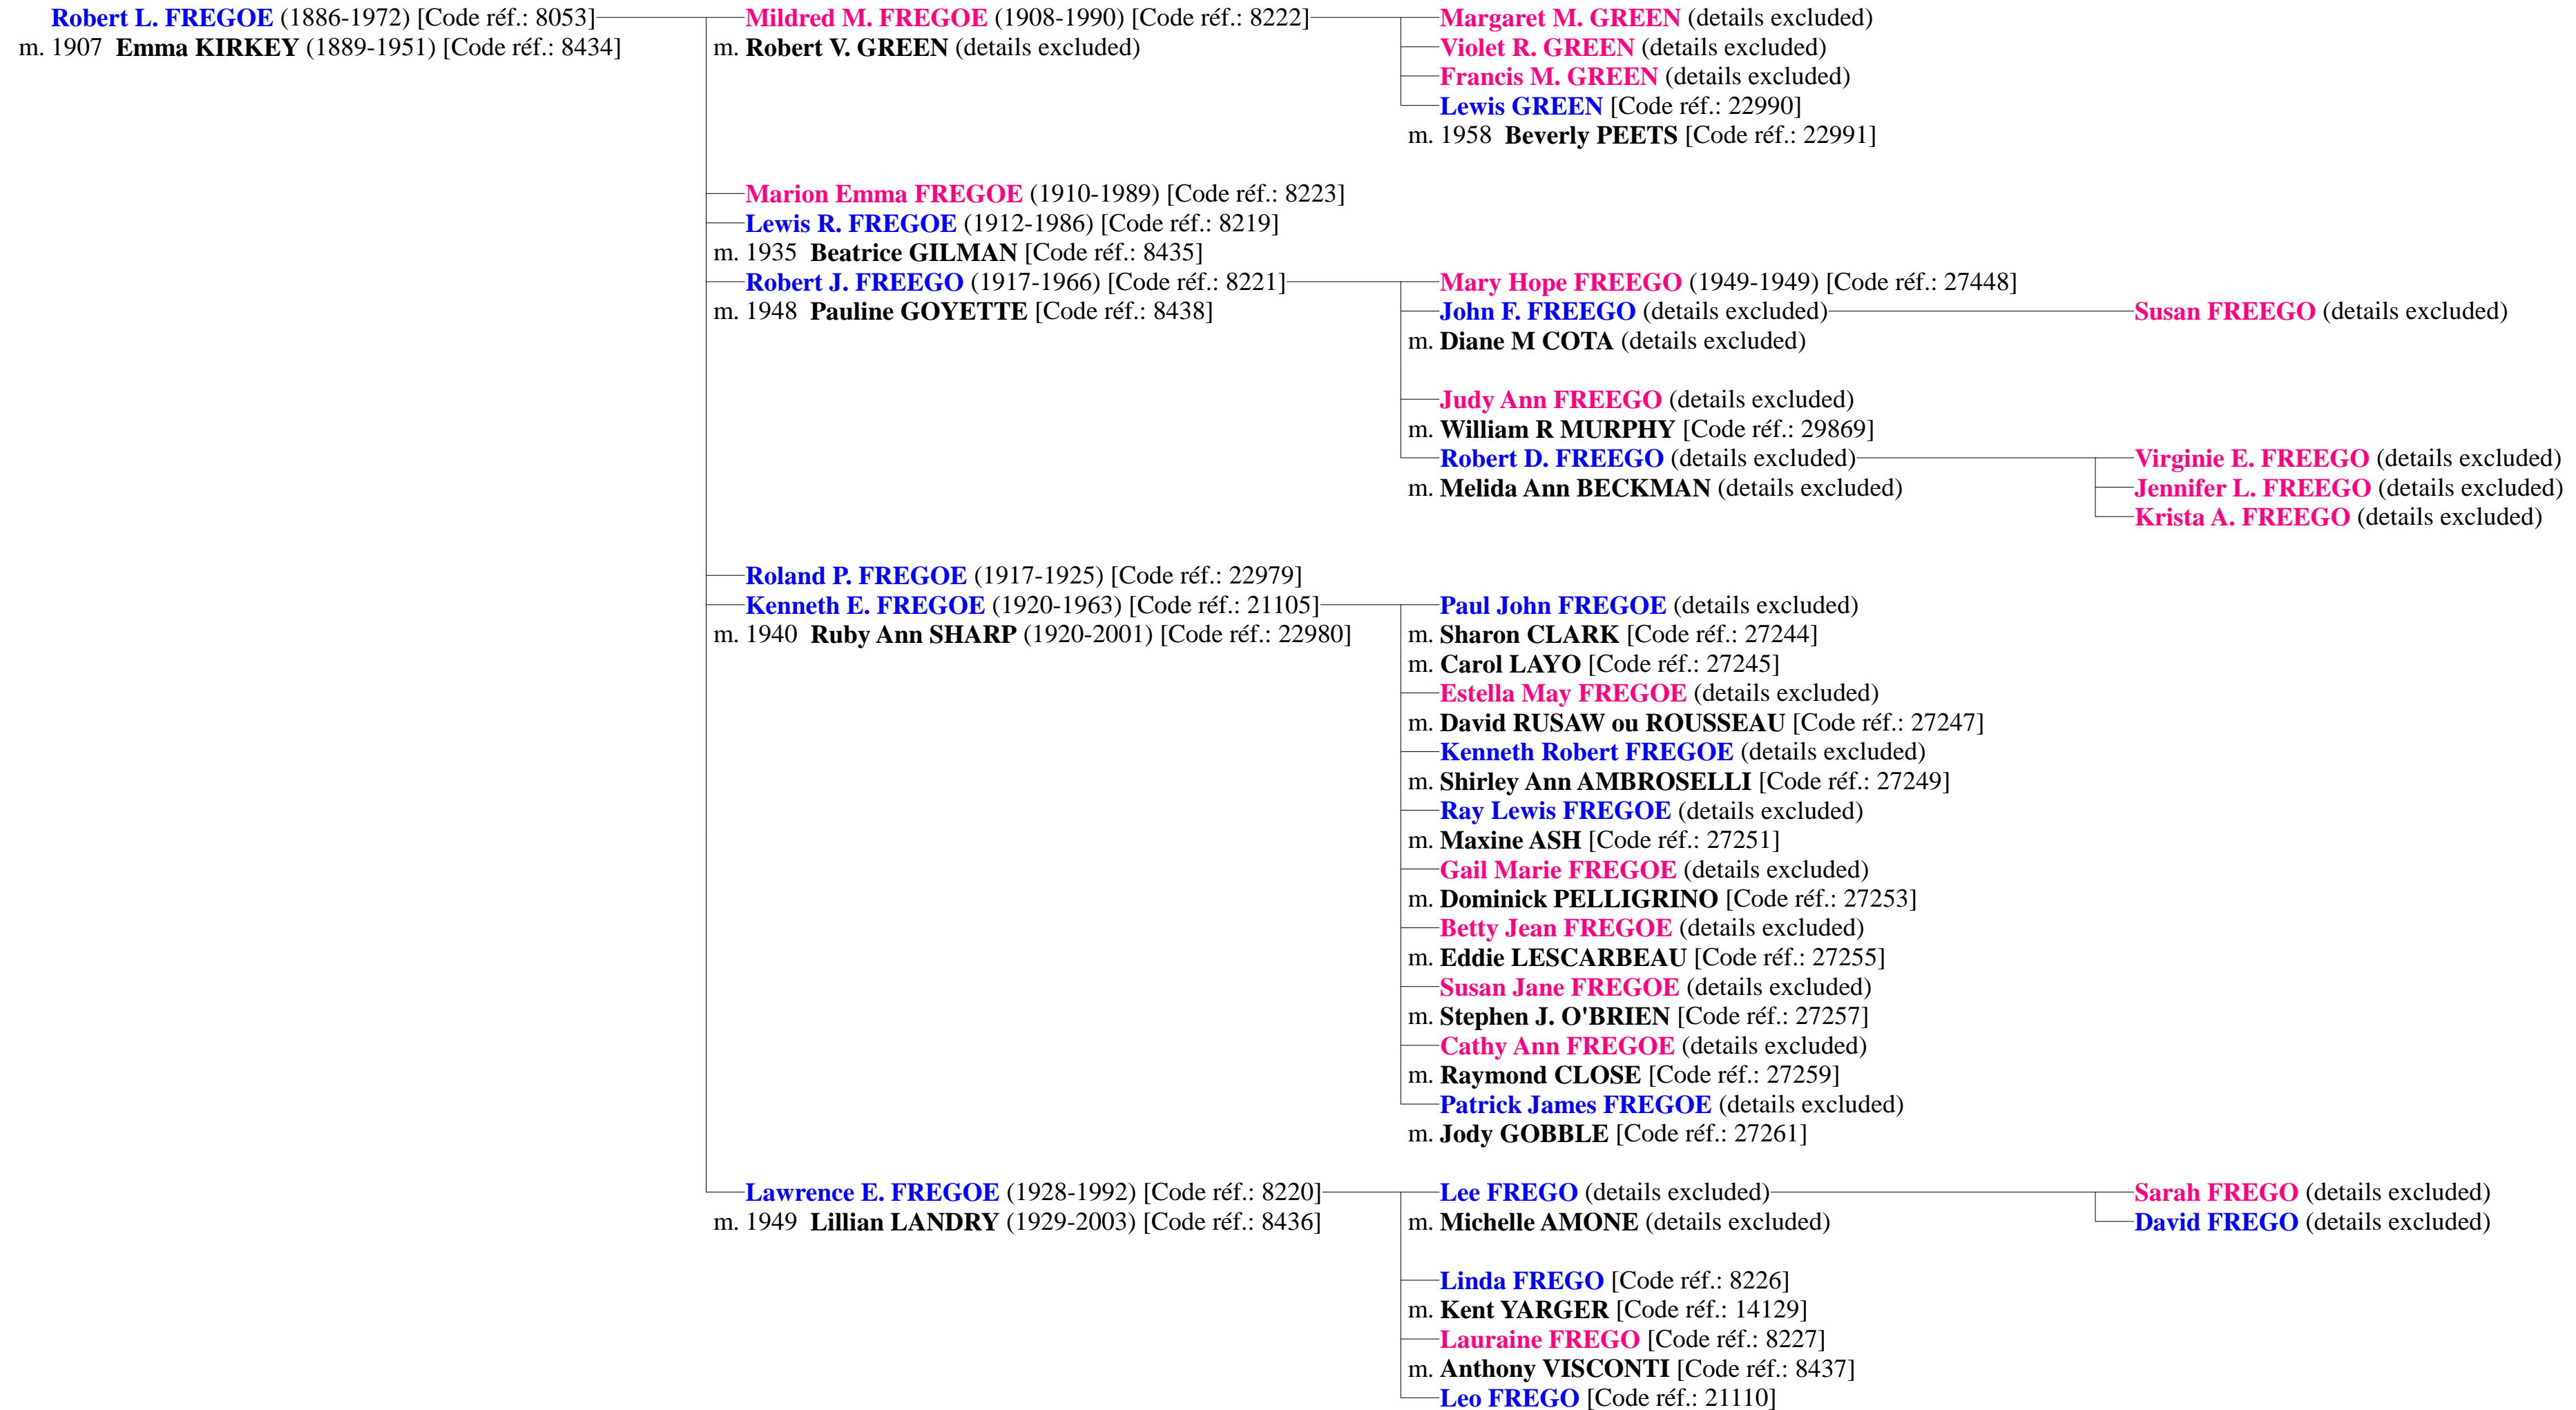 Robert L. FREGOE (1886-1972) [Code réf.: 8053]
m. 1907 Emma KIRKEY (1889-1951) [Code réf.: 8434]
Mildred M. FREGOE (1908-1990) [Code réf.: 8222]
m. Robert V. GREEN (details excluded)
Margaret M. GREEN (details excluded)
Violet R. GREEN (details excluded)
Francis M. GREEN (details excluded)
Lewis GREEN [Code réf.: 22990]
m. 1958 Beverly PEETS [Code réf.: 22991]
Marion Emma FREGOE (1910-1989) [Code réf.: 8223]
Lewis R. FREGOE (1912-1986) [Code réf.: 8219]
m. 1935 Beatrice GILMAN [Code réf.: 8435]
Robert J. FREEGO (1917-1966) [Code réf.: 8221]
m. 1948 Pauline GOYETTE [Code réf.: 8438]
Mary Hope FREEGO (1949-1949) [Code réf.: 27448]
John F. FREEGO (details excluded)
m. Diane M COTA (details excluded)
Susan FREEGO (details excluded)
Judy Ann FREEGO (details excluded)
m. William R MURPHY [Code réf.: 29869]
Robert D. FREEGO (details excluded)
m. Melida Ann BECKMAN (details excluded)
Virginie E. FREEGO (details excluded)
Jennifer L. FREEGO (details excluded)
Krista A. FREEGO (details excluded)
Roland P. FREGOE (1917-1925) [Code réf.: 22979]
Kenneth E. FREGOE (1920-1963) [Code réf.: 21105]
m. 1940 Ruby Ann SHARP (1920-2001) [Code réf.: 22980]
Paul John FREGOE (details excluded)
m. Sharon CLARK [Code réf.: 27244]
m. Carol LAYO [Code réf.: 27245]
Estella May FREGOE (details excluded)
m. David RUSAW ou ROUSSEAU [Code réf.: 27247]
Kenneth Robert FREGOE (details excluded)
m. Shirley Ann AMBROSELLI [Code réf.: 27249]
Ray Lewis FREGOE (details excluded)
m. Maxine ASH [Code réf.: 27251]
Gail Marie FREGOE (details excluded)
m. Dominick PELLIGRINO [Code réf.: 27253]
Betty Jean FREGOE (details excluded)
m. Eddie LESCARBEAU [Code réf.: 27255]
Susan Jane FREGOE (details excluded)
m. Stephen J. O'BRIEN [Code réf.: 27257]
Cathy Ann FREGOE (details excluded)
m. Raymond CLOSE [Code réf.: 27259]
Patrick James FREGOE (details excluded)
m. Jody GOBBLE [Code réf.: 27261]
Lawrence E. FREGOE (1928-1992) [Code réf.: 8220]
m. 1949 Lillian LANDRY (1929-2003) [Code réf.: 8436]
Lee FREGO (details excluded)
m. Michelle AMONE (details excluded)
Sarah FREGO (details excluded)
David FREGO (details excluded)
Linda FREGO [Code réf.: 8226]
m. Kent YARGER [Code réf.: 14129]
Lauraine FREGO [Code réf.: 8227]
m. Anthony VISCONTI [Code réf.: 8437]
Leo FREGO [Code réf.: 21110]